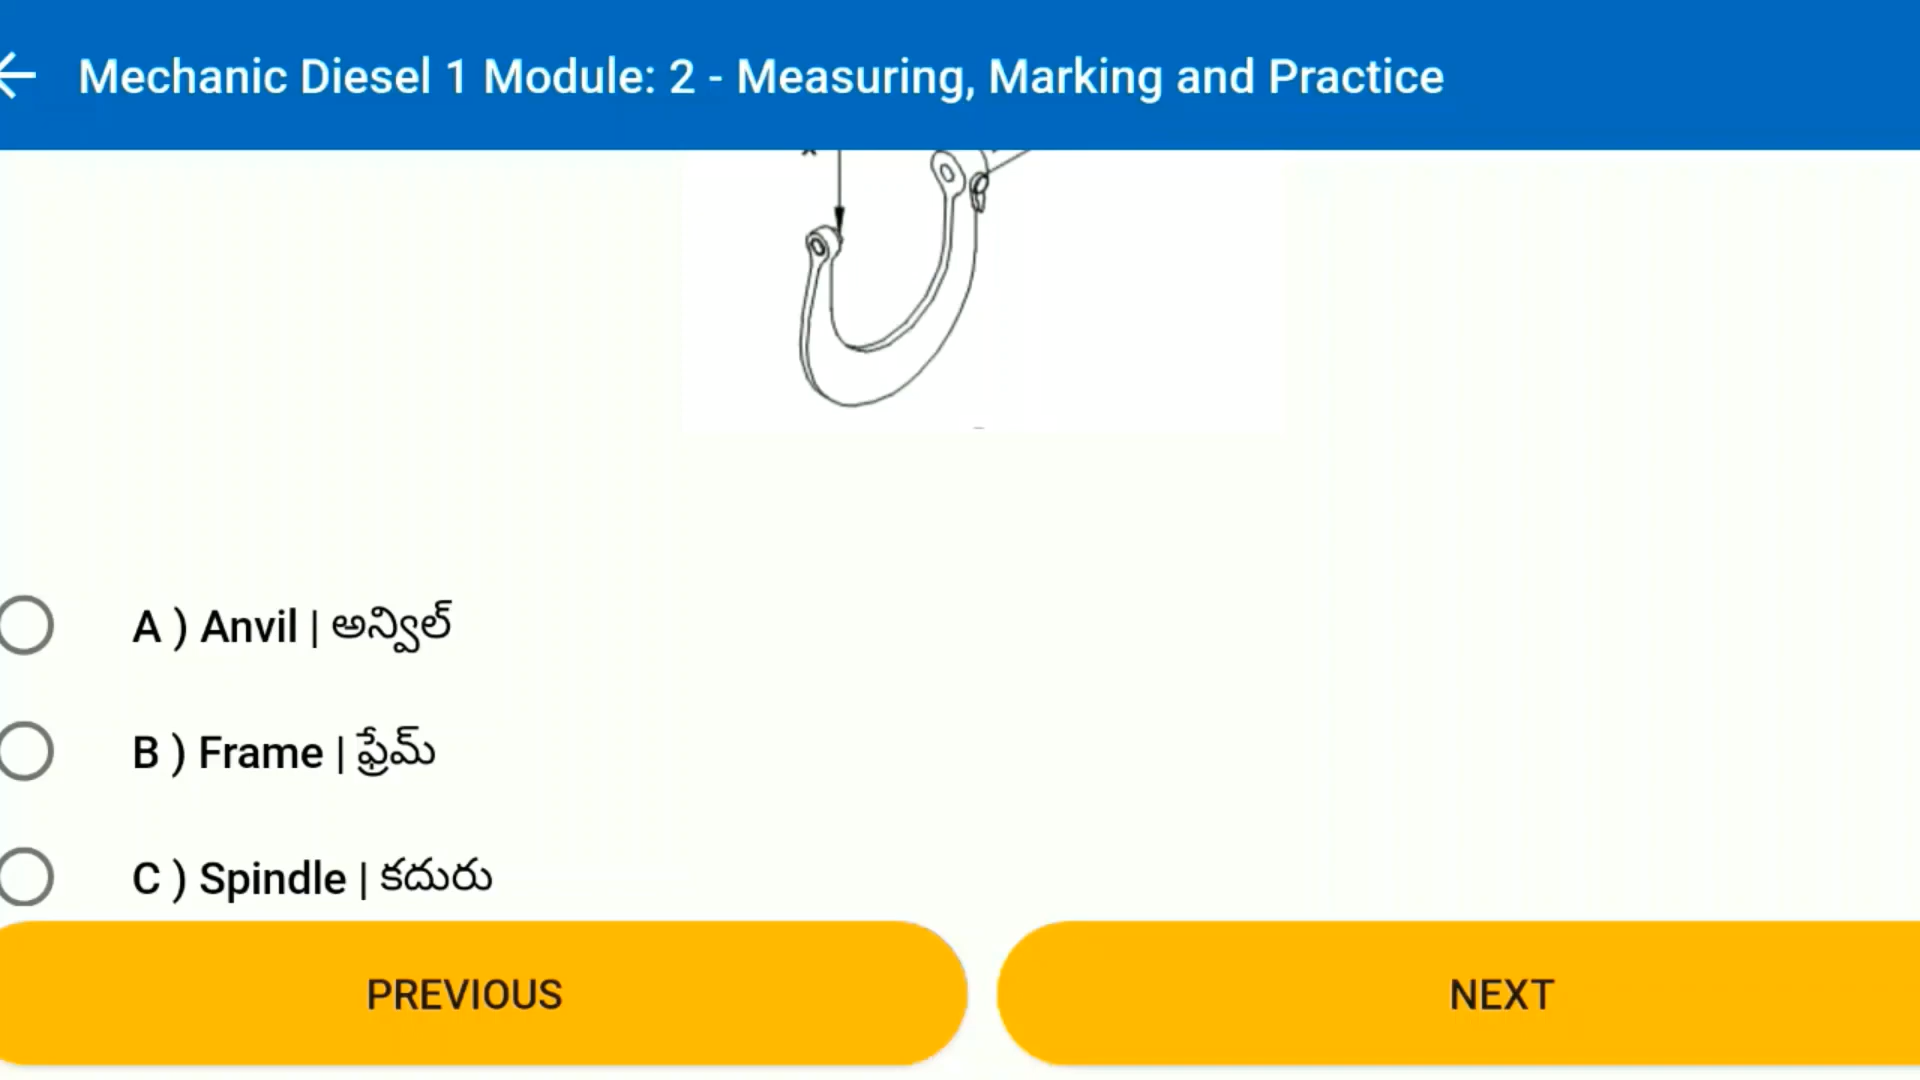 Mechanic Diesel 1 Module: 2 - Measuring, Marking and Practice
A ) Anvil | అన్విల్
B ) Frame | ఫ్రేమ్
C ) Spindle | కదురు
PREVIOUS
NEXT